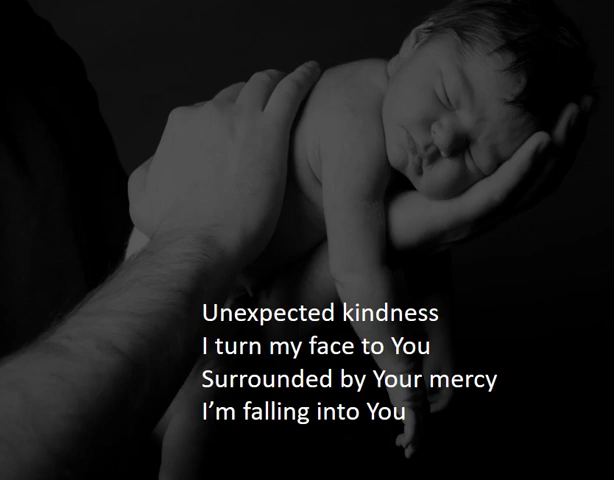 Unexpected kindness
I turn my face to You
Surrounded by Your mercy
I’m falling into You